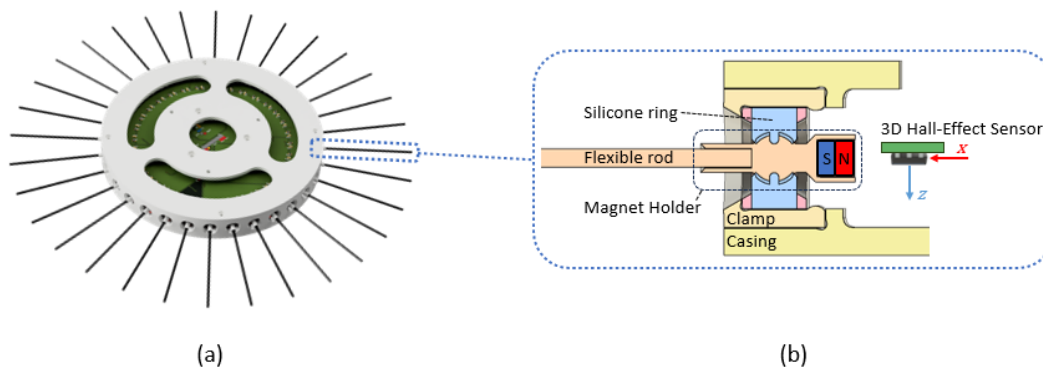 Silicone ring
3D Hall-Effect Sensor
Flexible rod
S N
x
z
Magnet Holder
Clamp
Casing
(a)
(b)